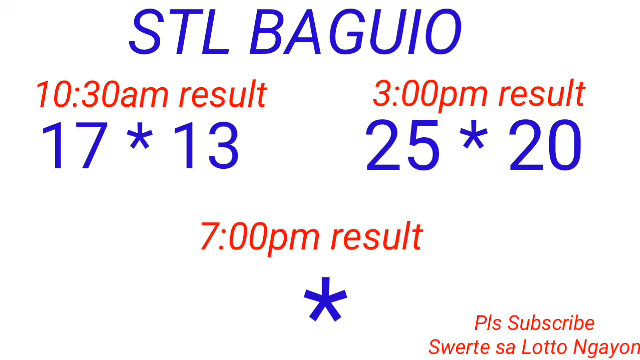 STL BAGUIO
10:30am result
3:00pm result
17 * 13
25 * 20
7:00pm result
*
Pls Subscribe
Swerte sa Lotto Ngayon